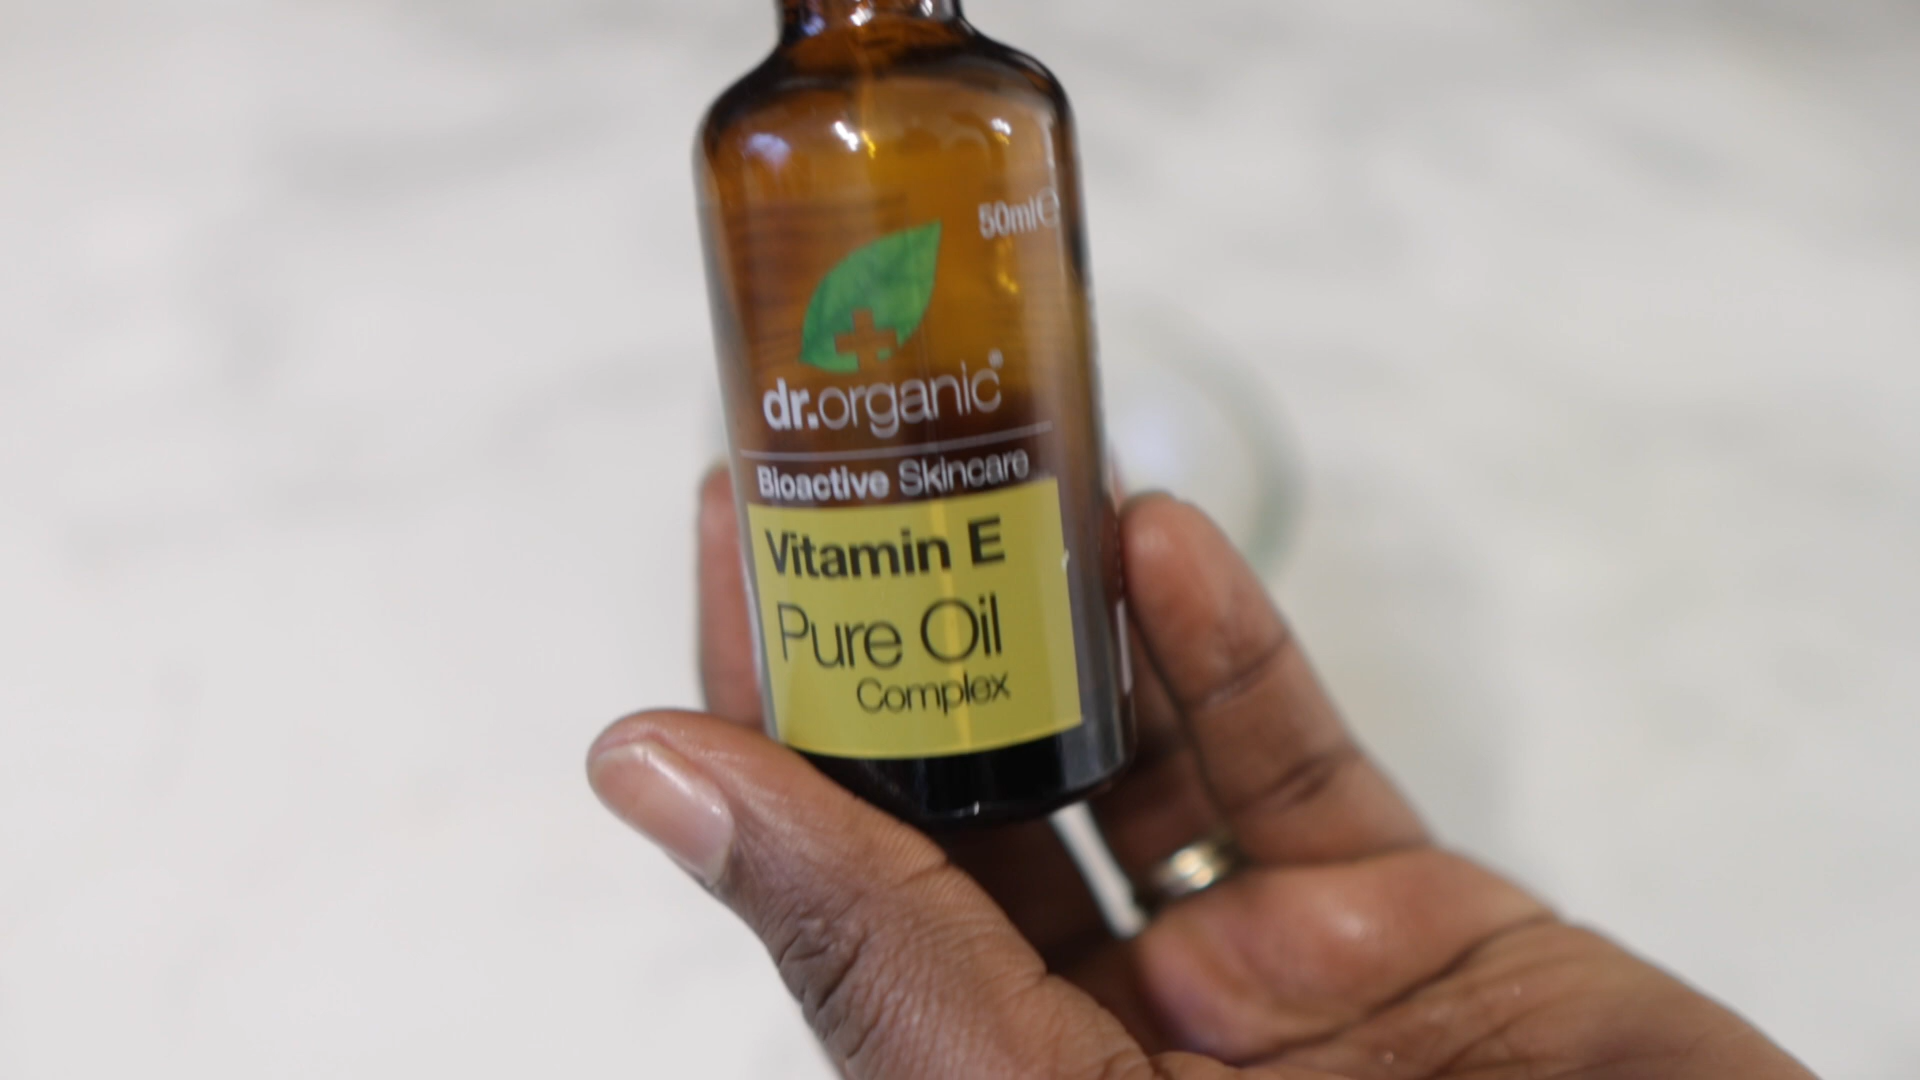 50ml℮
dr.organic®
Bioactive Skincare
Vitamin E
Pure Oil
Complex